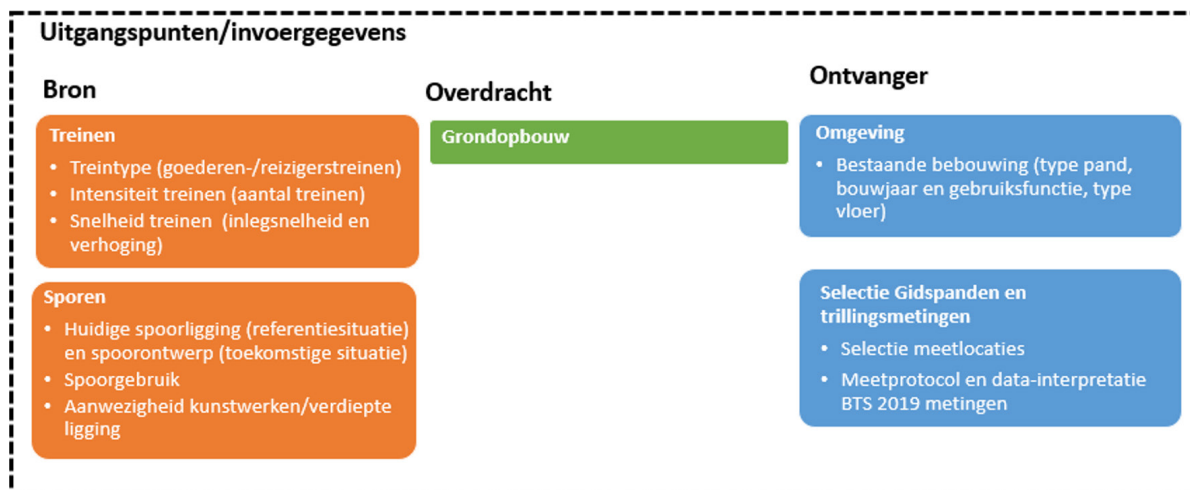 Uitgangspunten/invoergegevens
Bron
Treinen
• Treintype (goederen-/reizigerstreinen)
• Intensiteit treinen (aantal treinen)
• Snelheid treinen (inlegsnelheid en
verhoging)
Sporen
• Huidige spoorligging (referentiesituatie)
en spoorontwerp (toekomstige situatie)
• Spoorgebruik
• Aanwezigheid kunstwerken/verdiepte
ligging
Overdracht
Grondopbouw
Ontvanger
Omgeving
• Bestaande bebouwing (type pand,
bouwjaar en gebruiksfunctie, type
vloer)
Selectie Gidspanden en
trillingsmetingen
• Selectie meetlocaties
• Meetprotocol en data-interpretatie
BTS 2019 metingen